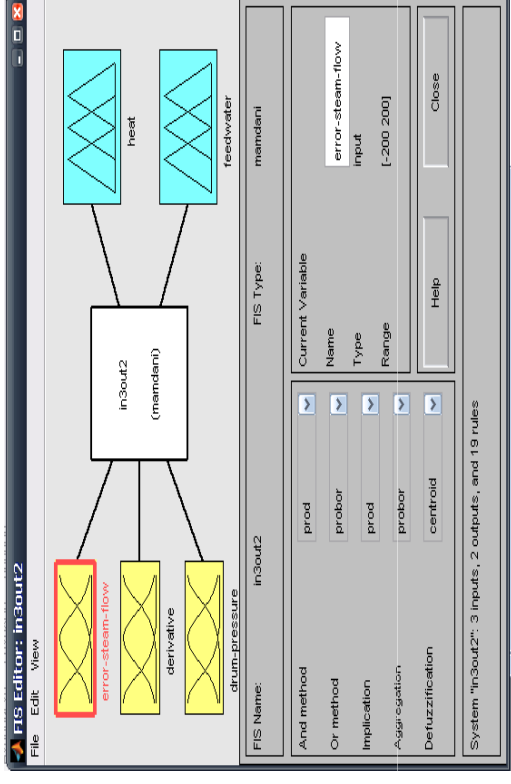 FIS Editor: in3out2
File Edit View
error-steam-flow
derivative
drum-pressure
in3out2
(mamdani)
heat
feedwater
FIS Name: in3out2 FIS Type: mamdani
And method prod
Or method probor
Implication prod
Aggregation probor
Defuzzification centroid
Current Variable
Name error-steam-flow
Type input
Range [-200 200]
Help Close
System "in3out2": 3 inputs, 2 outputs, and 19 rules